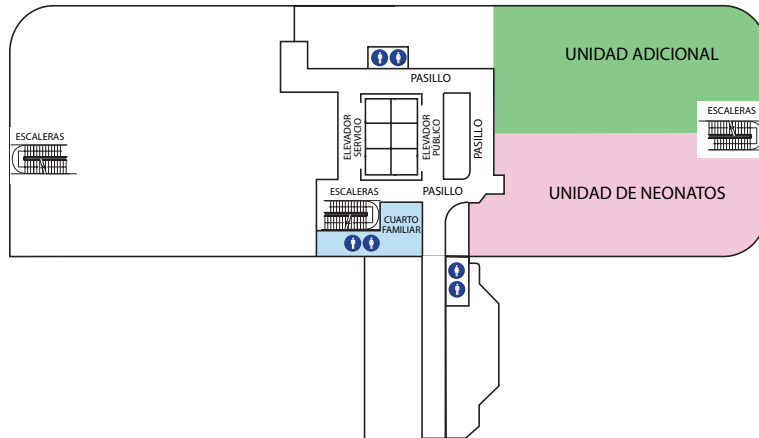 UNIDAD ADICIONAL
PASILLO
ESCALERAS
ESCALERAS
ELEVADOR
SERVICIO
ELEVADOR
PÚBLICO
PASILLO
ESCALERAS
PASILLO
UNIDAD DE NEONATOS
CUARTO
FAMILIAR